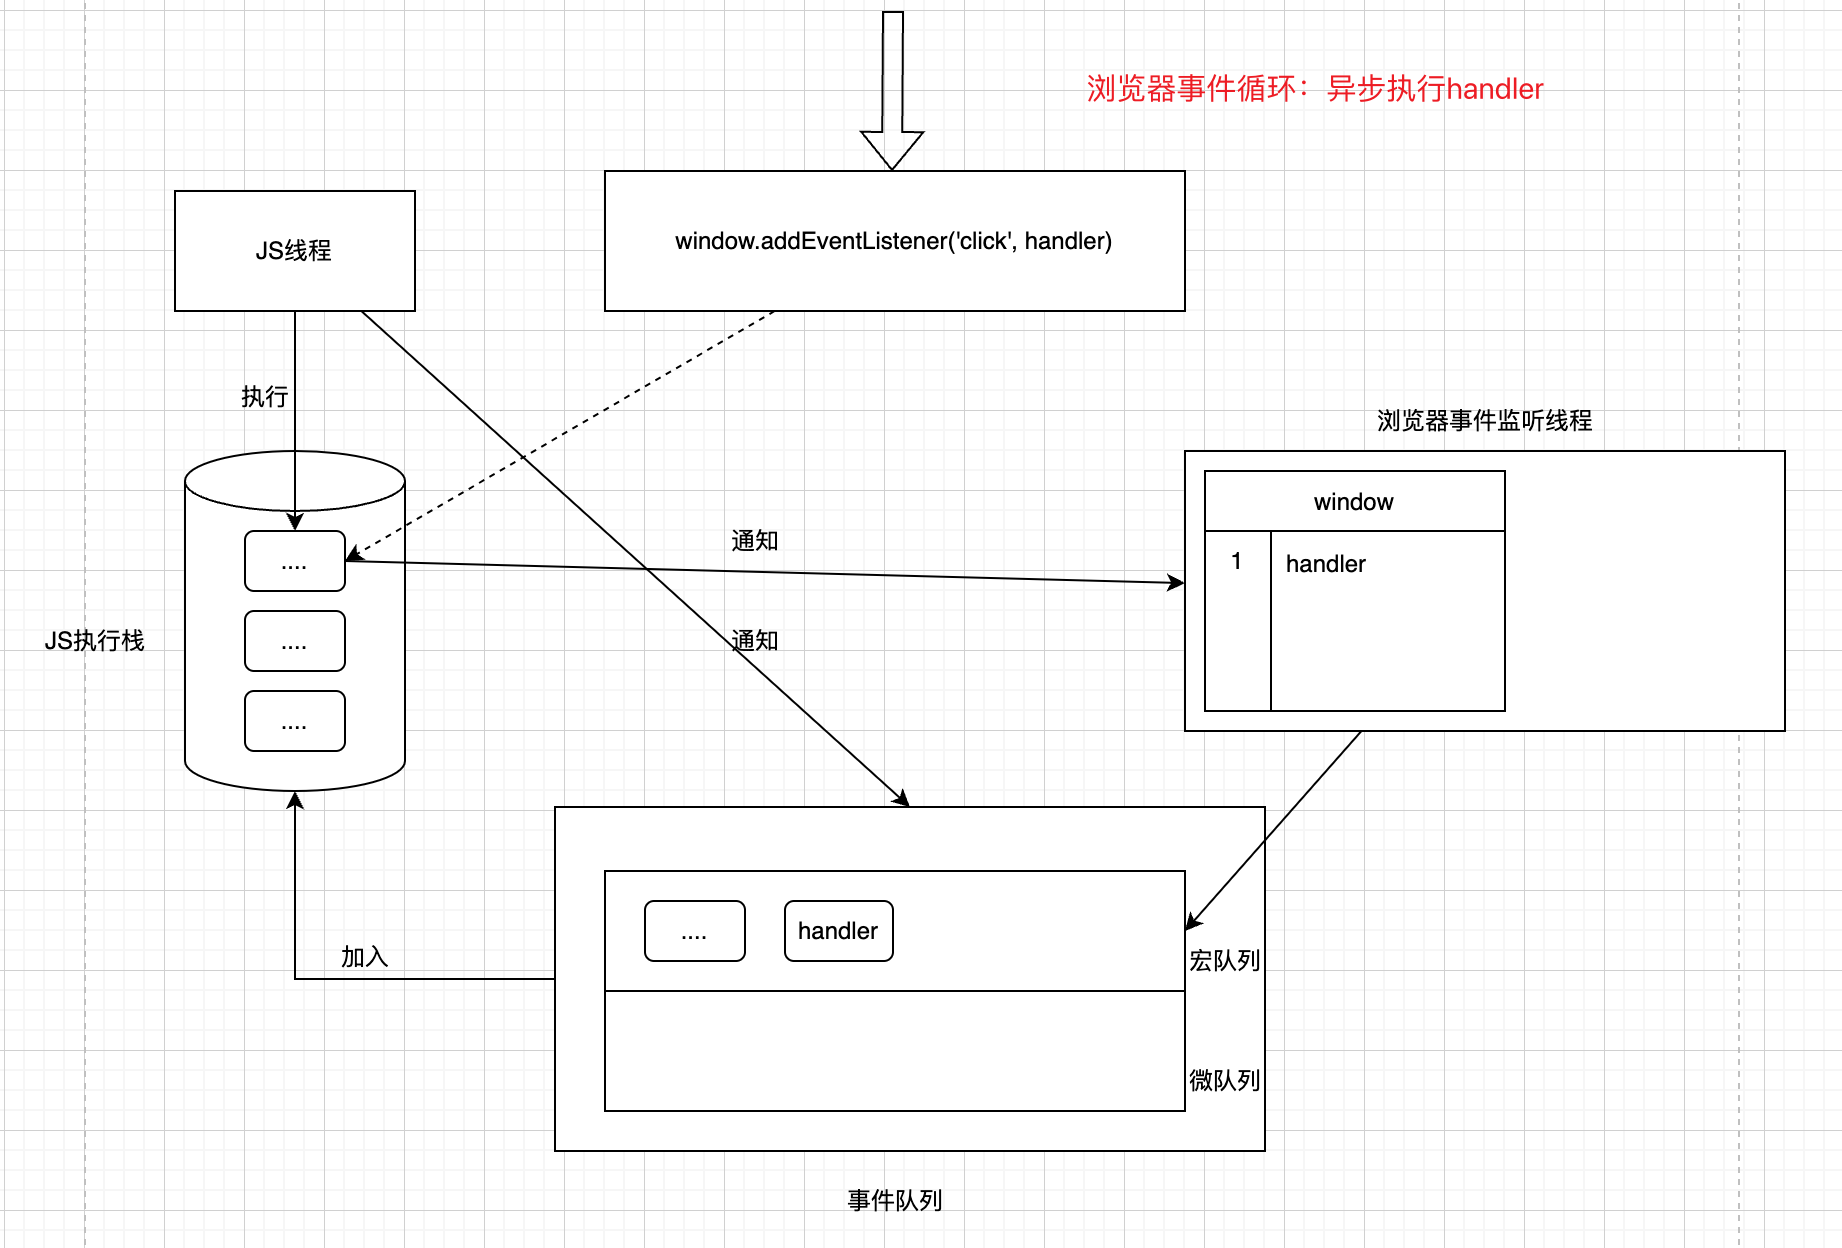 浏览器事件循环：异步执行handler
JS线程
window.addEventListener('click', handler)
执行
浏览器事件监听线程
window
1
handler
通知
....
JS执行栈
....
通知
....
....
handler
加入
宏队列
微队列
事件队列